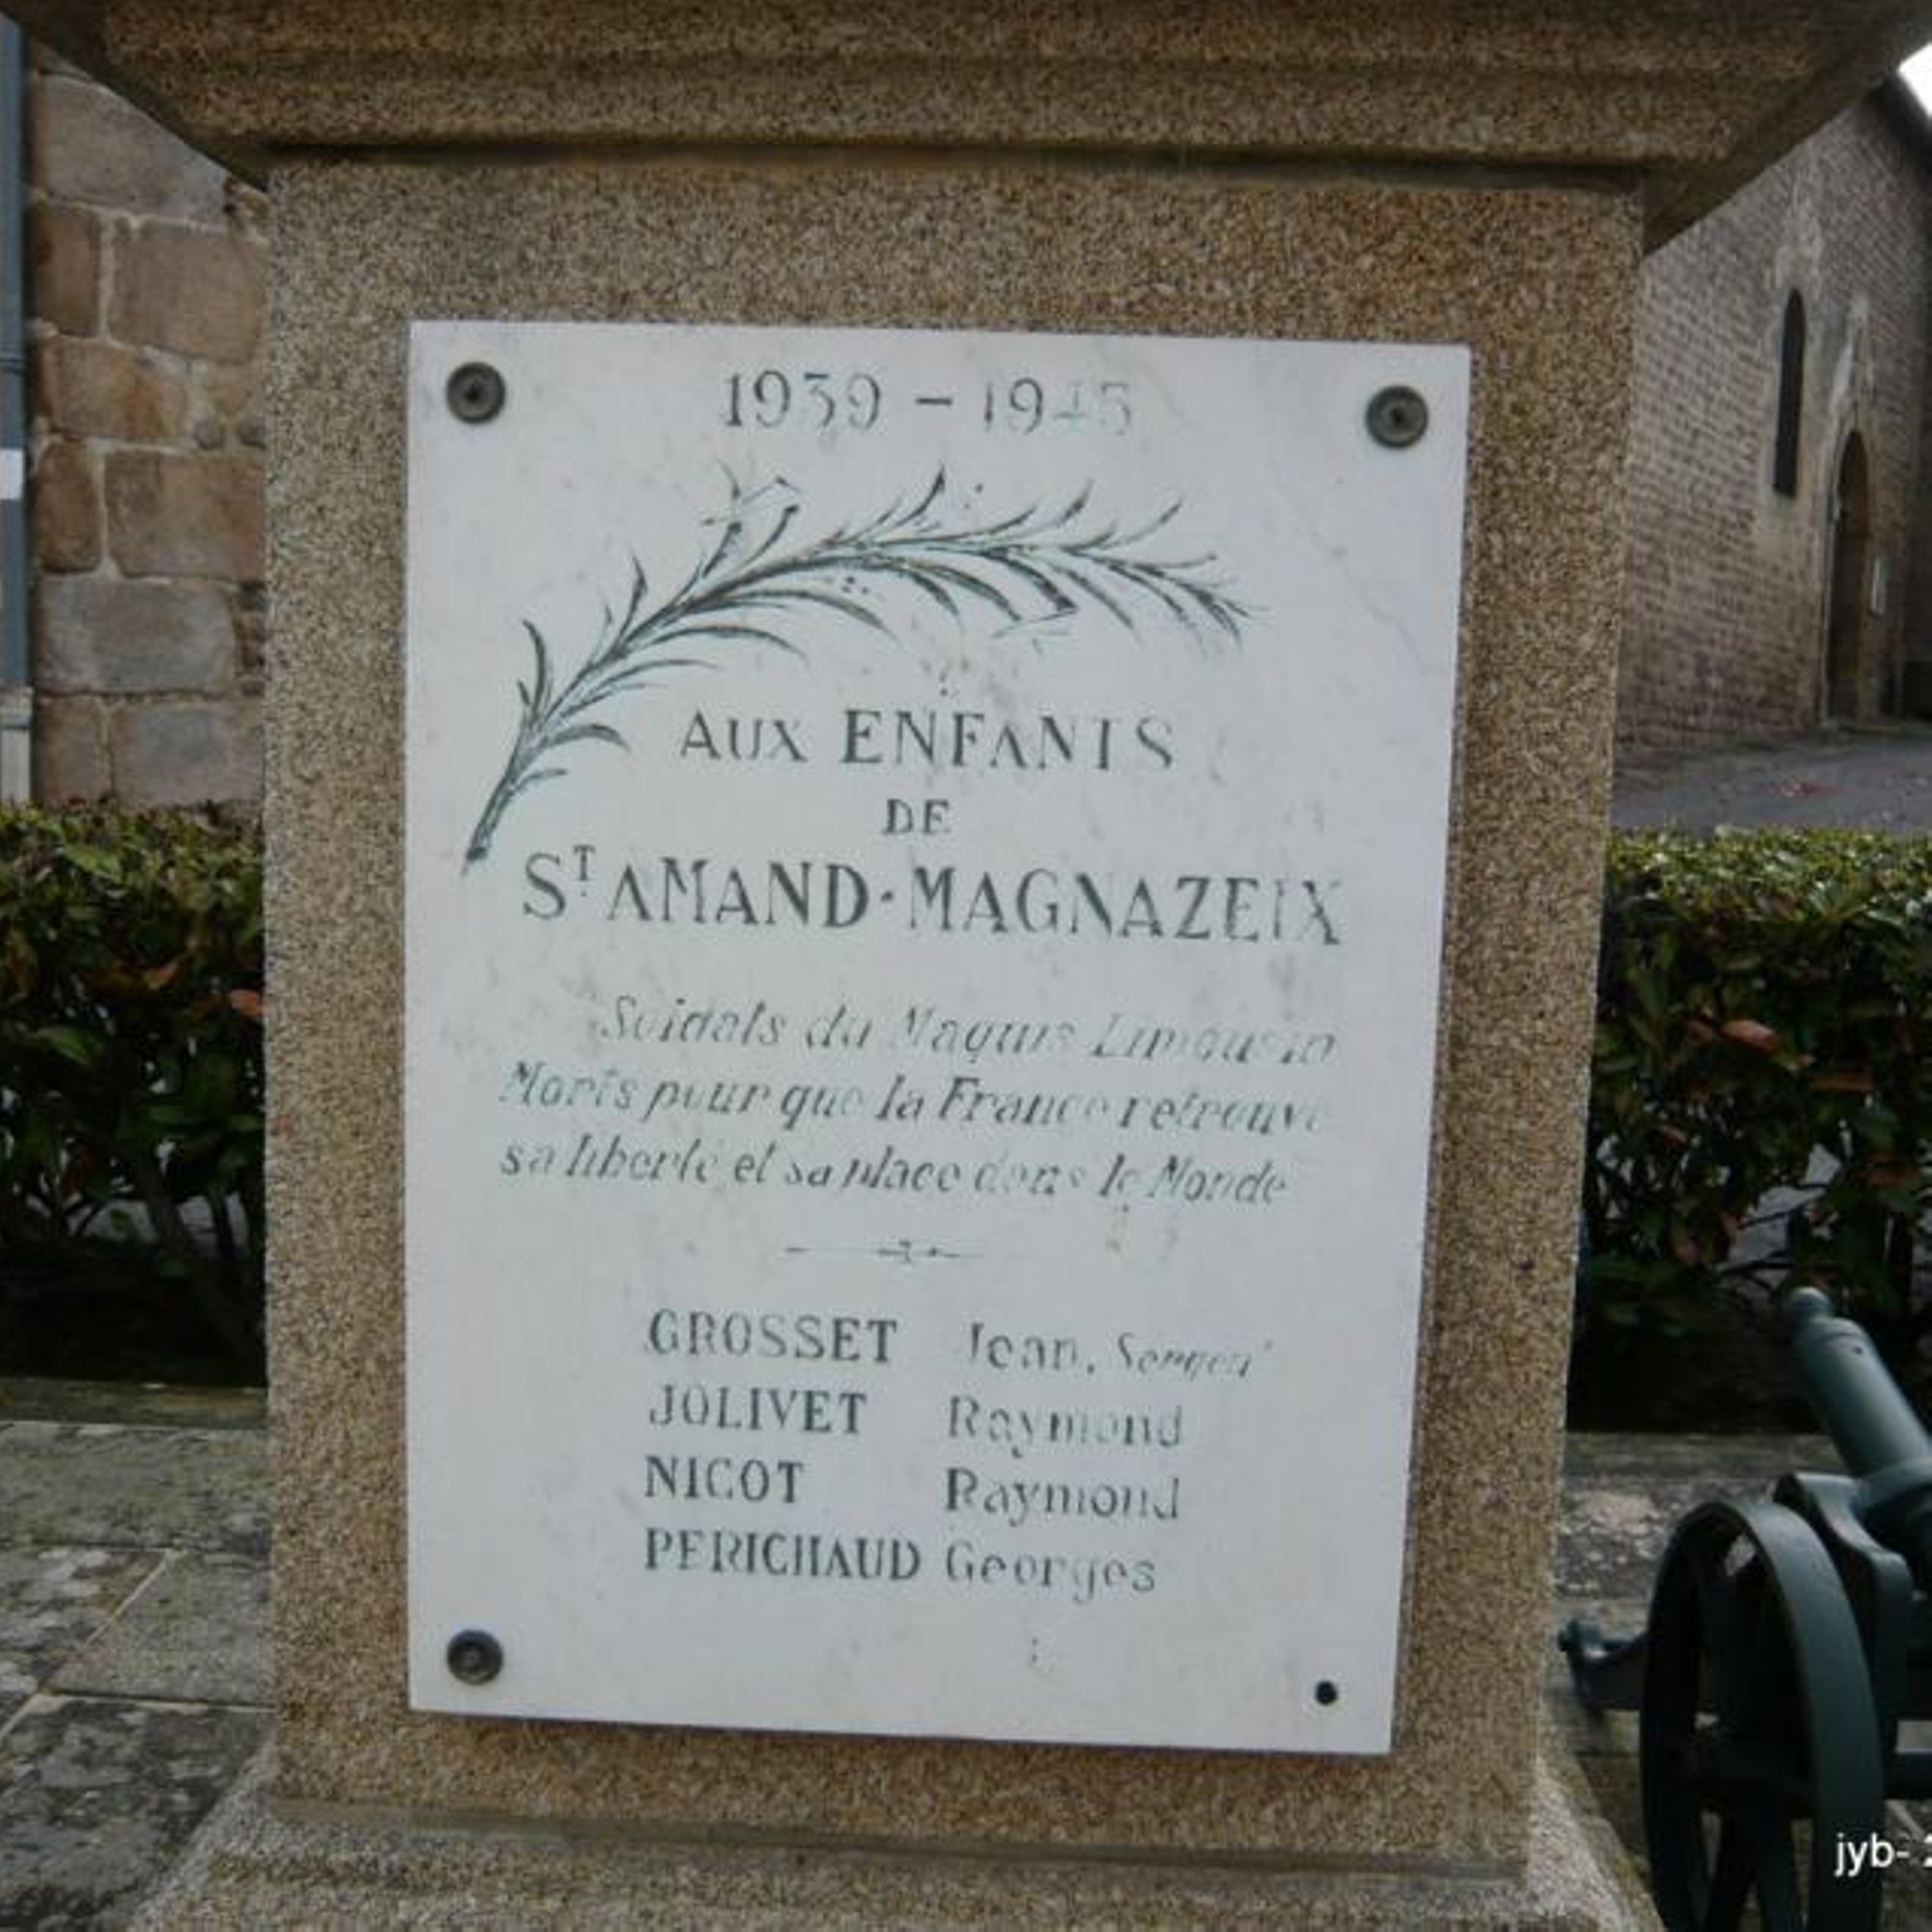 1939 - 1945
AUX ENFANTS
DE
ST AMAND-MAGNAZEIX
Soldats du Maquis Limousin
Morts pour que la France retrouve
sa liberté et sa place dans le Monde
GROSSET Jean, Sergent
JOLIVET Raymond
NICOT Raymond
PERICHAUD Georges
jyb-